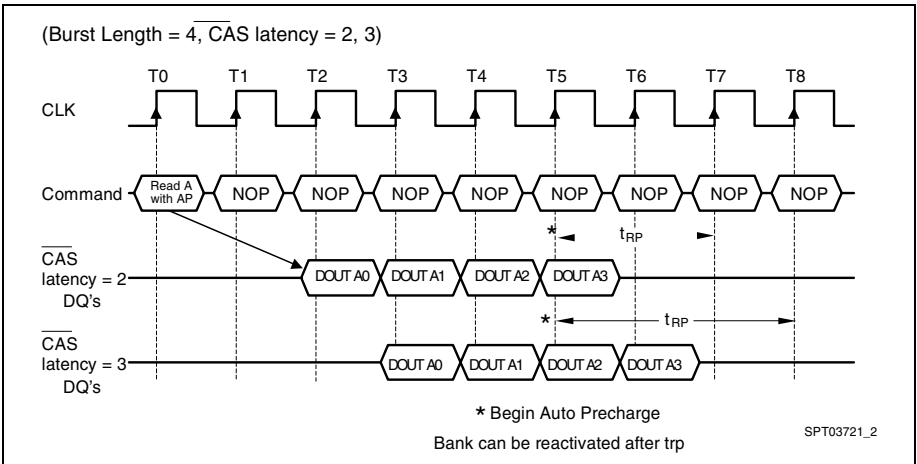 (Burst Length = 4, CAS latency = 2, 3)
T0 T1 T2 T3 T4 T5 T6 T7 T8
CLK
Command Read A with AP NOP NOP NOP NOP NOP NOP NOP NOP
* tRP
CAS
latency = 2
DQ's
DOUT A0 DOUT A1 DOUT A2 DOUT A3
* tRP
CAS
latency = 3
DQ's
DOUT A0 DOUT A1 DOUT A2 DOUT A3
* Begin Auto Precharge
Bank can be reactivated after trp
SPT03721_2